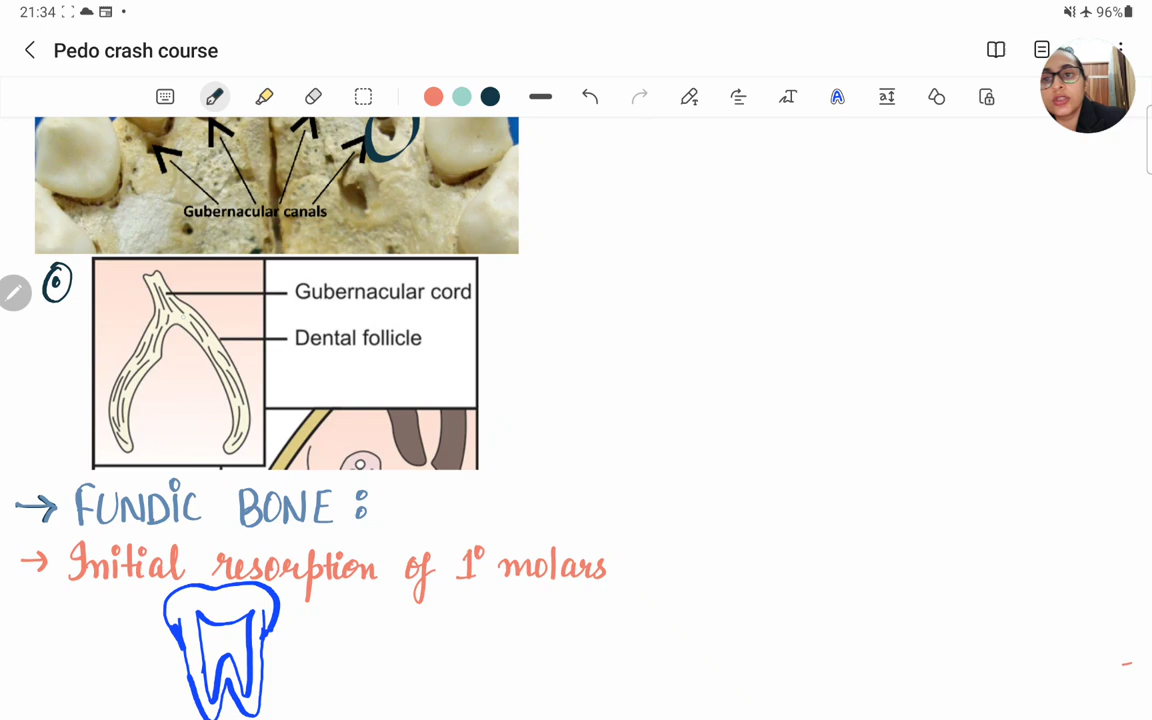 21:34
96%
Pedo crash course
Gubernacular canals
Gubernacular cord
Dental follicle
→ FUNDIC BONE :
→ Initial resorption of 1° molars